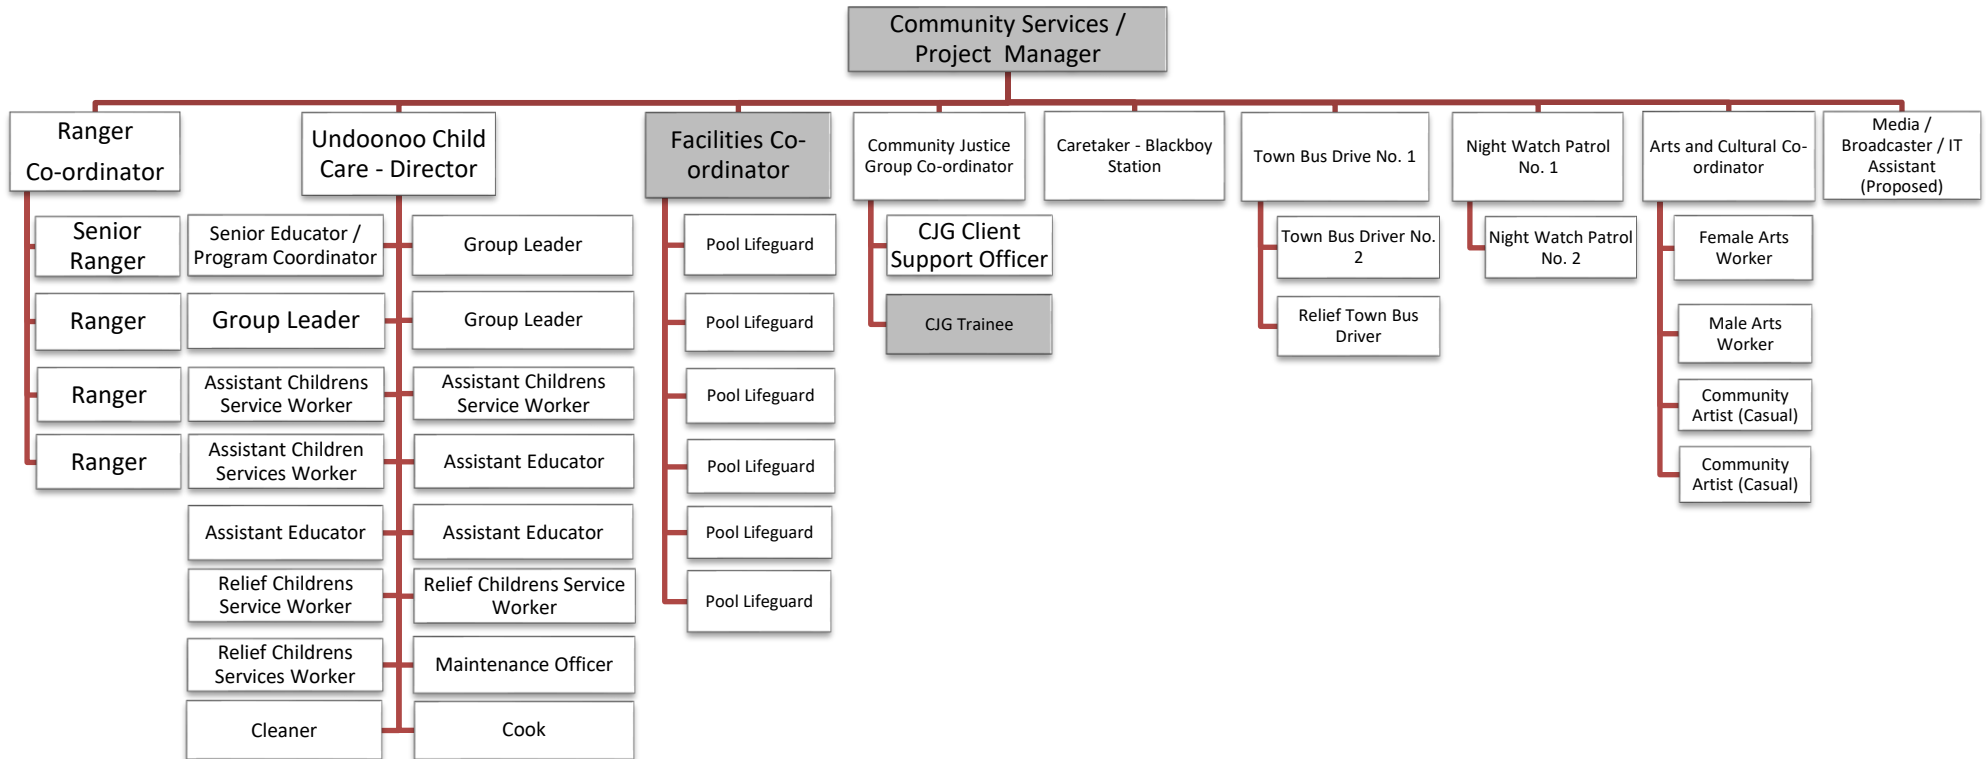 Community Services /
Project  Manager
Ranger
Co-ordinator
Undoonoo Child
Care - Director
Facilities Co-
ordinator
Community Justice
Group Co-ordinator
Caretaker - Blackboy
Station
Town Bus Drive No. 1
Night Watch Patrol
No. 1
Arts and Cultural Co-
ordinator
Media /
Broadcaster / IT
Assistant
(Proposed)
Senior
Ranger
Ranger
Ranger
Ranger
Senior Educator /
Program Coordinator
Group Leader
Group Leader
Group Leader
Assistant Childrens
Service Worker
Assistant Childrens
Service Worker
Assistant Children
Services Worker
Assistant Educator
Assistant Educator
Assistant Educator
Relief Childrens
Service Worker
Relief Childrens Service
Worker
Relief Childrens
Services Worker
Maintenance Officer
Cleaner
Cook
Pool Lifeguard
Pool Lifeguard
Pool Lifeguard
Pool Lifeguard
Pool Lifeguard
Pool Lifeguard
CJG Client
Support Officer
CJG Trainee
Town Bus Driver No.
2
Relief Town Bus
Driver
Night Watch Patrol
No. 2
Female Arts
Worker
Male Arts
Worker
Community
Artist (Casual)
Community
Artist (Casual)